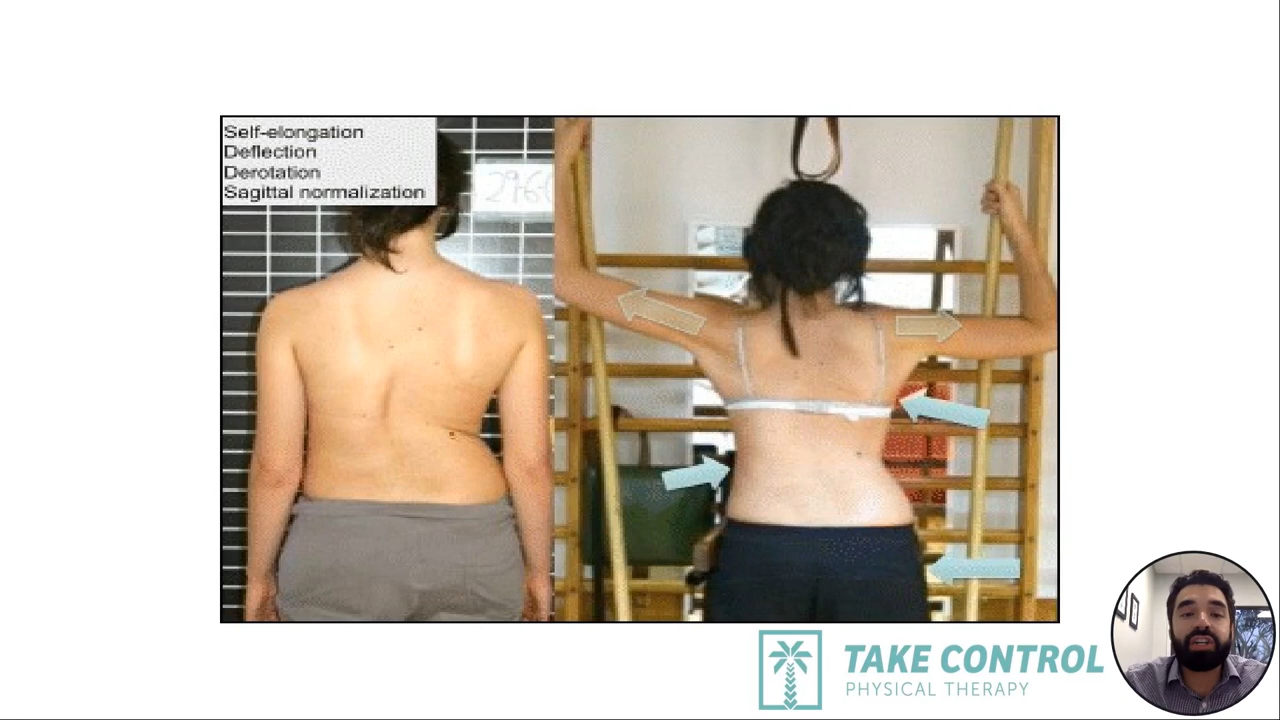 Self-elongation
Deflection
Derotation
Sagittal normalization
TAKE CONTROL
PHYSICAL THERAPY